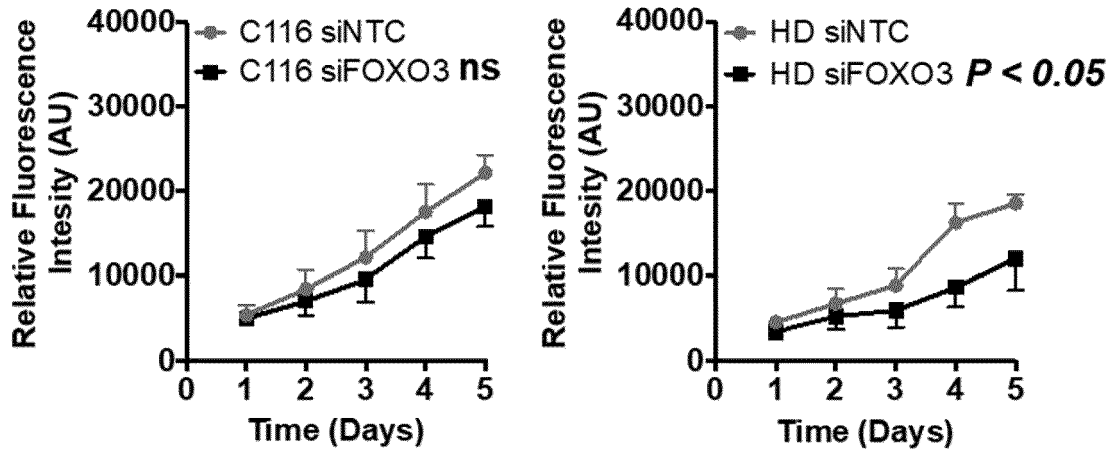 Relative Fluorescence
Intesity (AU)
40000
30000
20000
10000
0
C116 siNTC
C116 siFOXO3 ns
0 1 2 3 4 5
Time (Days)
Relative Fluorescence
Intesity (AU)
40000
30000
20000
10000
0
HD siNTC
HD siFOXO3 P < 0.05
0 1 2 3 4 5
Time (Days)